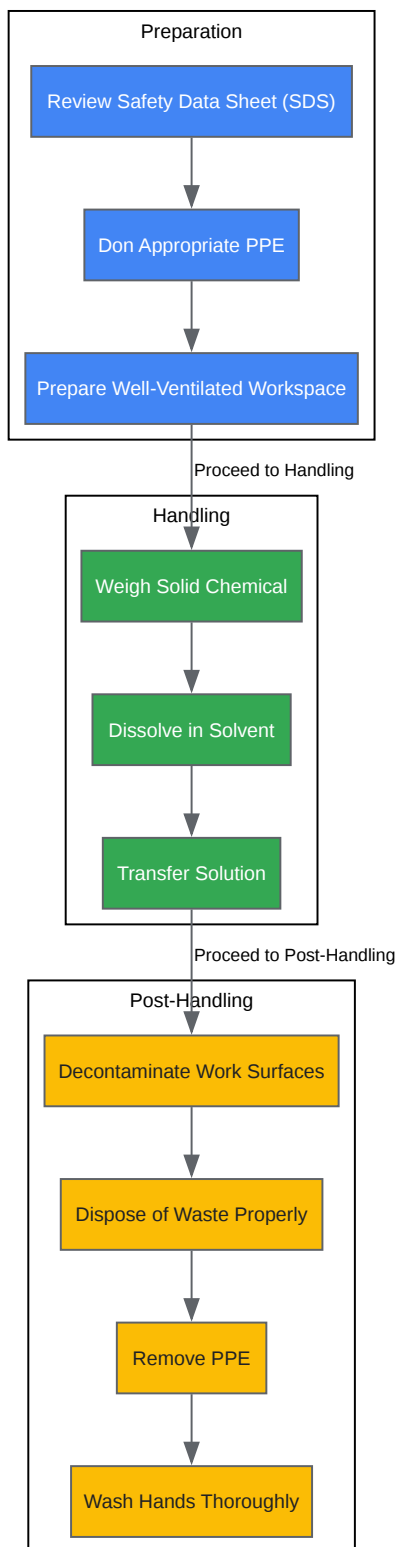 Preparation
Review Safety Data Sheet (SDS)
Don Appropriate PPE
Prepare Well-Ventilated Workspace
Proceed to Handling
Handling
Weigh Solid Chemical
Dissolve in Solvent
Transfer Solution
Proceed to Post-Handling
Post-Handling
Decontaminate Work Surfaces
Dispose of Waste Properly
Remove PPE
Wash Hands Thoroughly